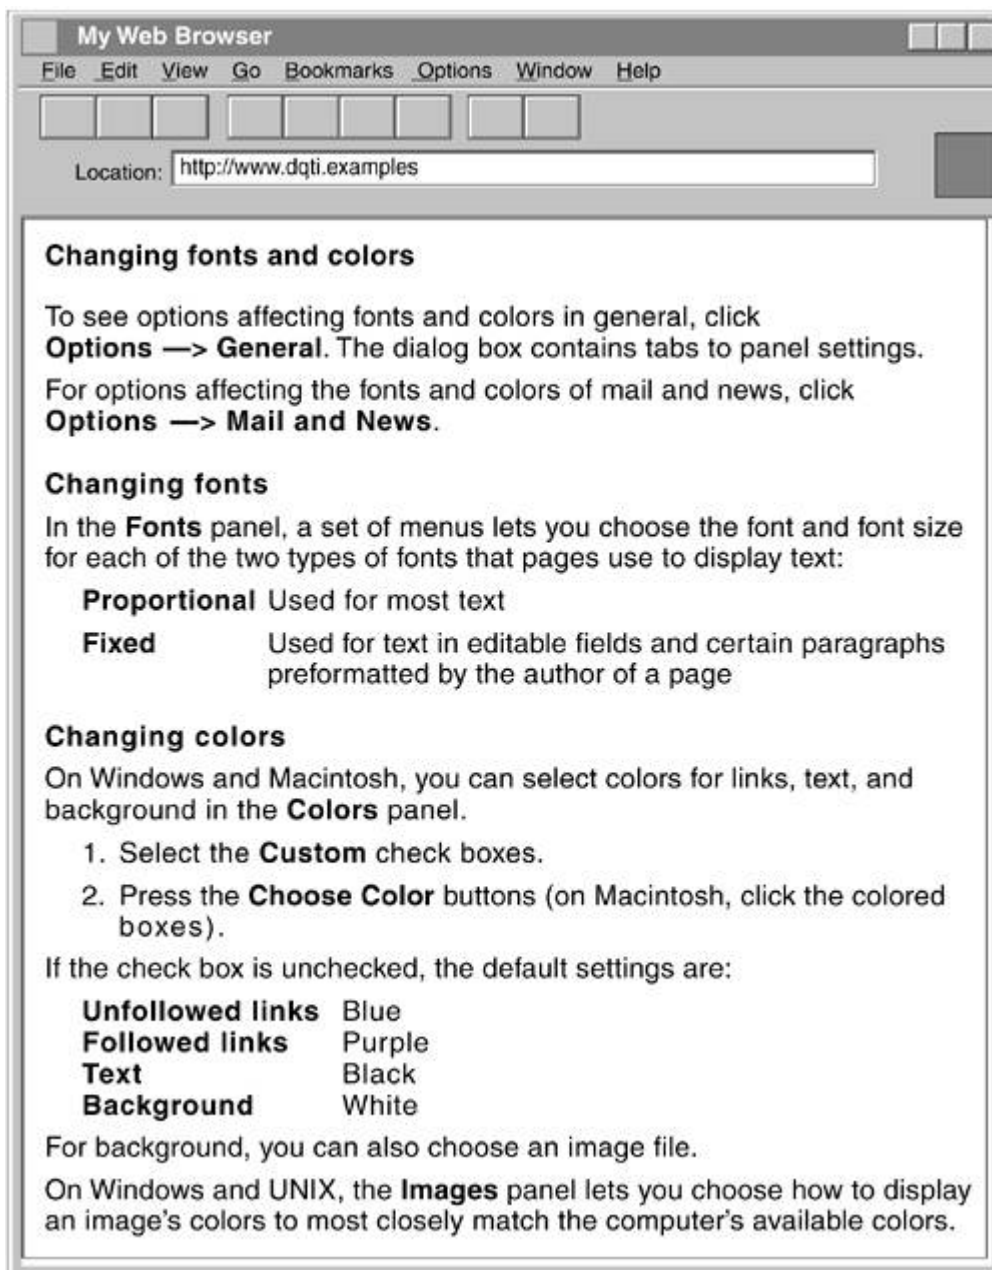 My Web Browser
File Edit View Go Bookmarks Options Window Help
Location: http://www.dqti.examples
Changing fonts and colors
To see options affecting fonts and colors in general, click
Options —> General. The dialog box contains tabs to panel settings.
For options affecting the fonts and colors of mail and news, click
Options —> Mail and News.
Changing fonts
In the Fonts panel, a set of menus lets you choose the font and font size
for each of the two types of fonts that pages use to display text:
Proportional Used for most text
Fixed Used for text in editable fields and certain paragraphs
preformatted by the author of a page
Changing colors
On Windows and Macintosh, you can select colors for links, text, and
background in the Colors panel.
1. Select the Custom check boxes.
2. Press the Choose Color buttons (on Macintosh, click the colored
boxes).
If the check box is unchecked, the default settings are:
Unfollowed links Blue
Followed links Purple
Text Black
Background White
For background, you can also choose an image file.
On Windows and UNIX, the Images panel lets you choose how to display
an image's colors to most closely match the computer's available colors.